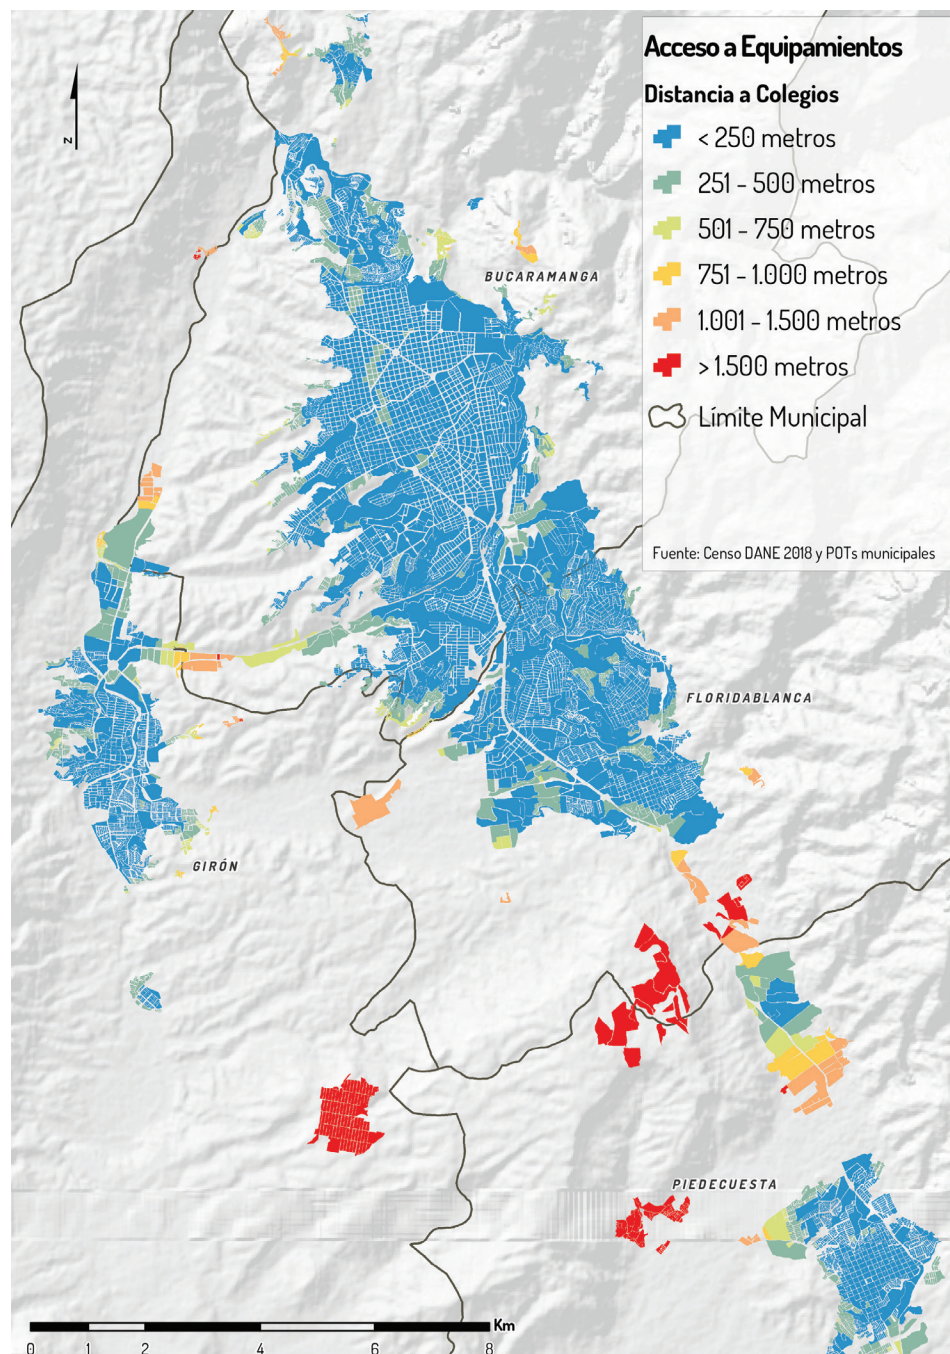 Acceso a Equipamientos
Distancia a Colegios
< 250 metros
251 - 500 metros
501 - 750 metros
751 - 1.000 metros
1.001 - 1.500 metros
> 1.500 metros
Límite Municipal
Fuente: Censo DANE 2018 y POTs municipales
N
BUCARAMANGA
FLORIDABLANCA
GIRÓN
PIEDECUESTA
Km
0 1 2 4 6 8